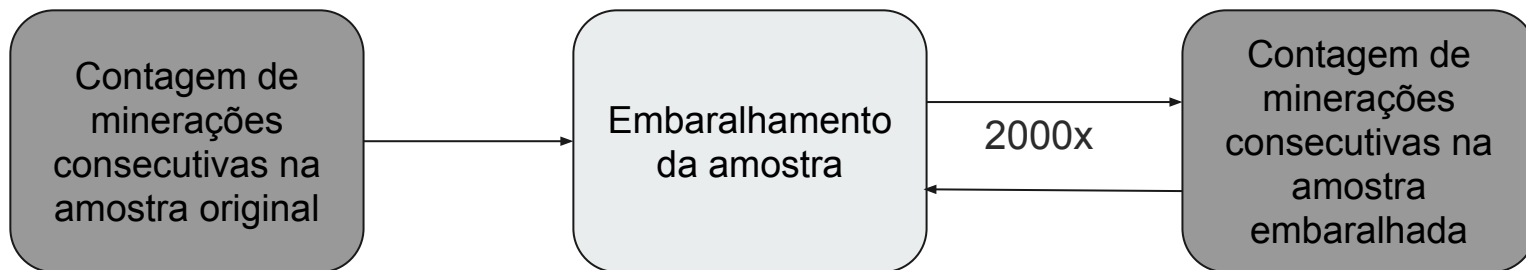 Contagem de
minerações
consecutivas na
amostra original
Embaralhamento
da amostra
2000x
Contagem de
minerações
consecutivas na
amostra
embaralhada